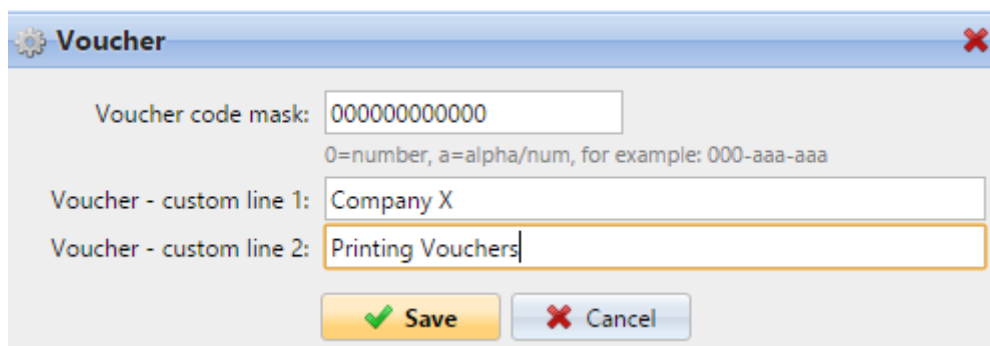 Voucher
Voucher code mask: 000000000000
0=number, a=alpha/num, for example: 000-aaa-aaa
Voucher - custom line 1: Company X
Voucher - custom line 2: Printing Vouchers
Save Cancel